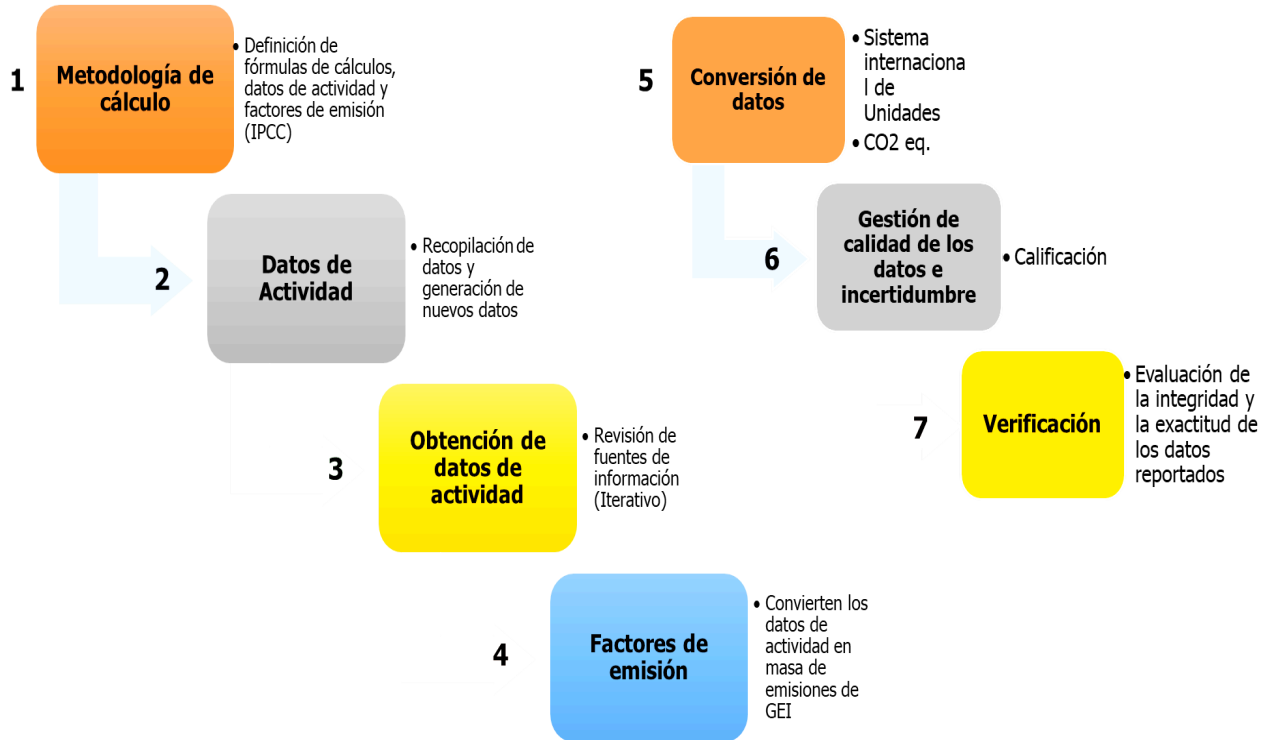 1
Metodología de
cálculo
• Definición de
fórmulas de cálculos,
datos de actividad y
factores de emisión
(IPCC)
2
Datos de
Actividad
• Recopilación de
datos y
generación de
nuevos datos
3
Obtención de
datos de
actividad
• Revisión de
fuentes de
información
(Iterativo)
4
Factores de
emisión
• Convierten los
datos de
actividad en
masa de
emisiones de
GEI
5
Conversión de
datos
• Sistema
internaciona
l de
Unidades
• CO2 eq.
6
Gestión de
calidad de los
datos e
incertidumbre
• Calificación
7
Verificación
• Evaluación de
la integridad y
la exactitud de
los datos
reportados